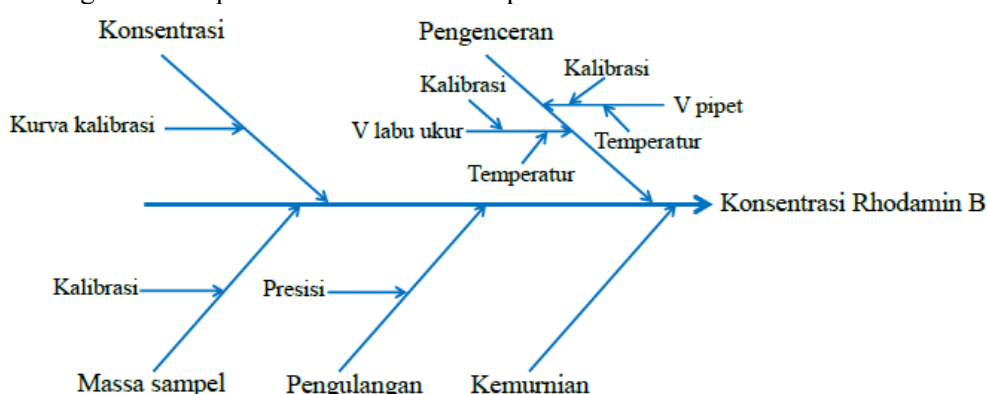 Konsentrasi
Pengenceran
Kalibrasi
Kalibrasi
V pipet
Kurva kalibrasi
V labu ukur
Temperatur
Temperatur
Konsentrasi Rhodamin B
Kalibrasi
Presisi
Massa sampel
Pengulangan
Kemurnian